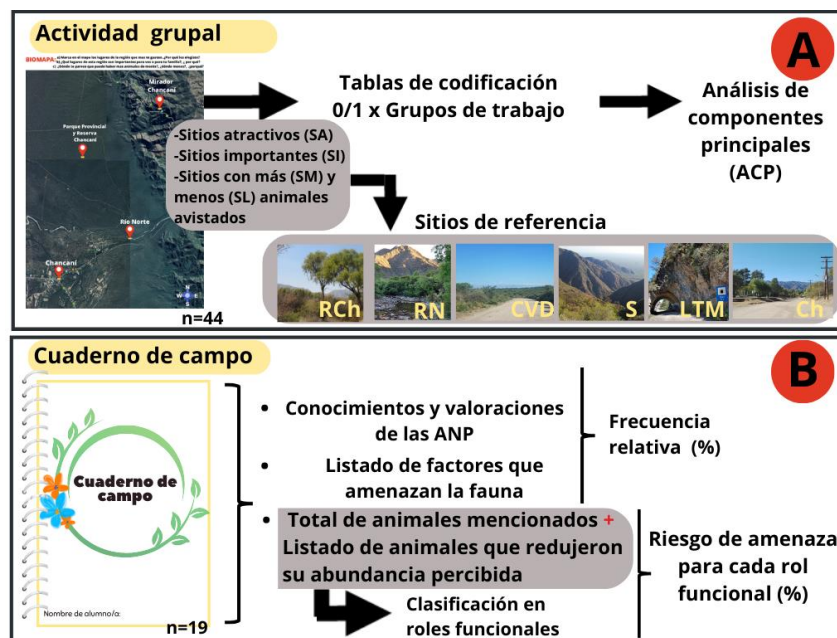 Actividad grupal
A
BIOMAPA:
Mirador
Chancaní
Parque Provincial
y Reserva
Chancaní
Río Norte
Chancaní
N
W
E
S
n=44
Tablas de codificación
0/1 x Grupos de trabajo
Análisis de
componentes
principales
(ACP)
-Sitios atractivos (SA)
-Sitios importantes (SI)
-Sitios con más (SM) y
menos (SL) animales
avistados
Sitios de referencia
RCh
RN
CVD
S
LTM
Ch
Cuaderno de campo
B
Cuaderno de
campo
Nombre de alumno/a:
n=19
• Conocimientos y valoraciones
de las ANP
• Listado de factores que
amenazan la fauna
• Total de animales mencionados +
Listado de animales que redujeron
su abundancia percibida
Clasificación en
roles funcionales
Frecuencia
relativa (%)
Riesgo de amenaza
para cada rol
funcional (%)